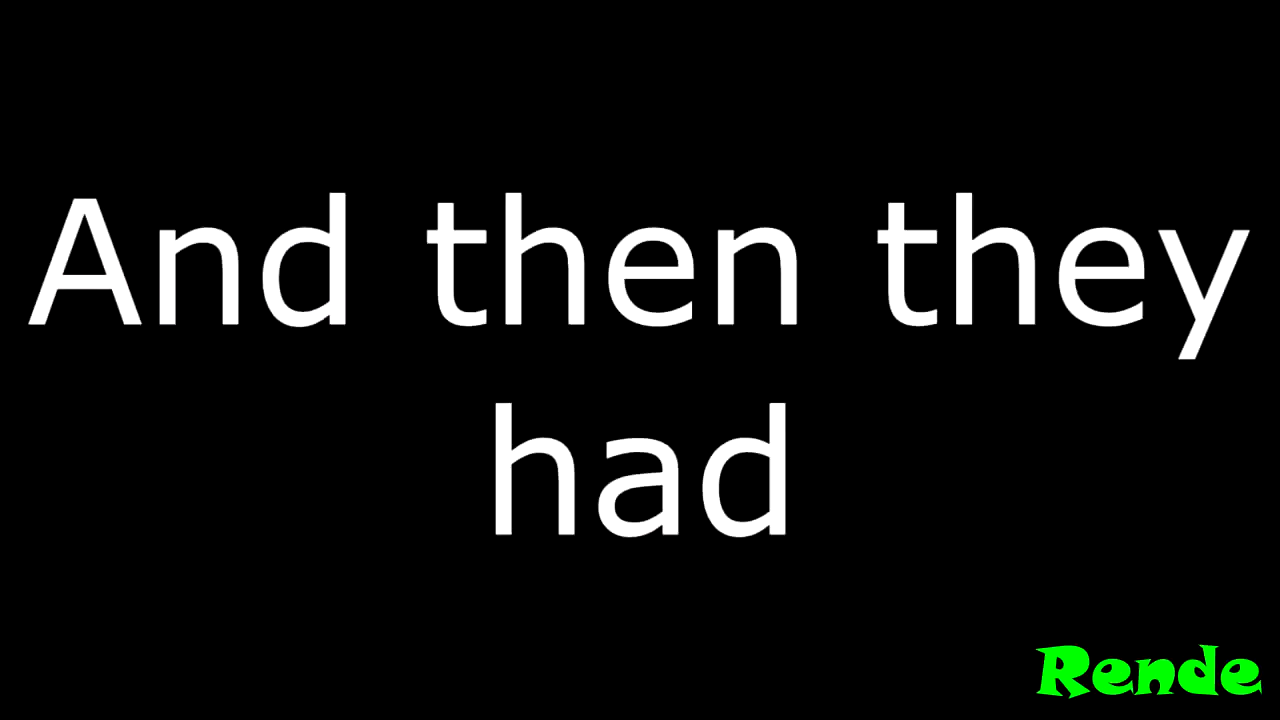 And then they
had
Rende